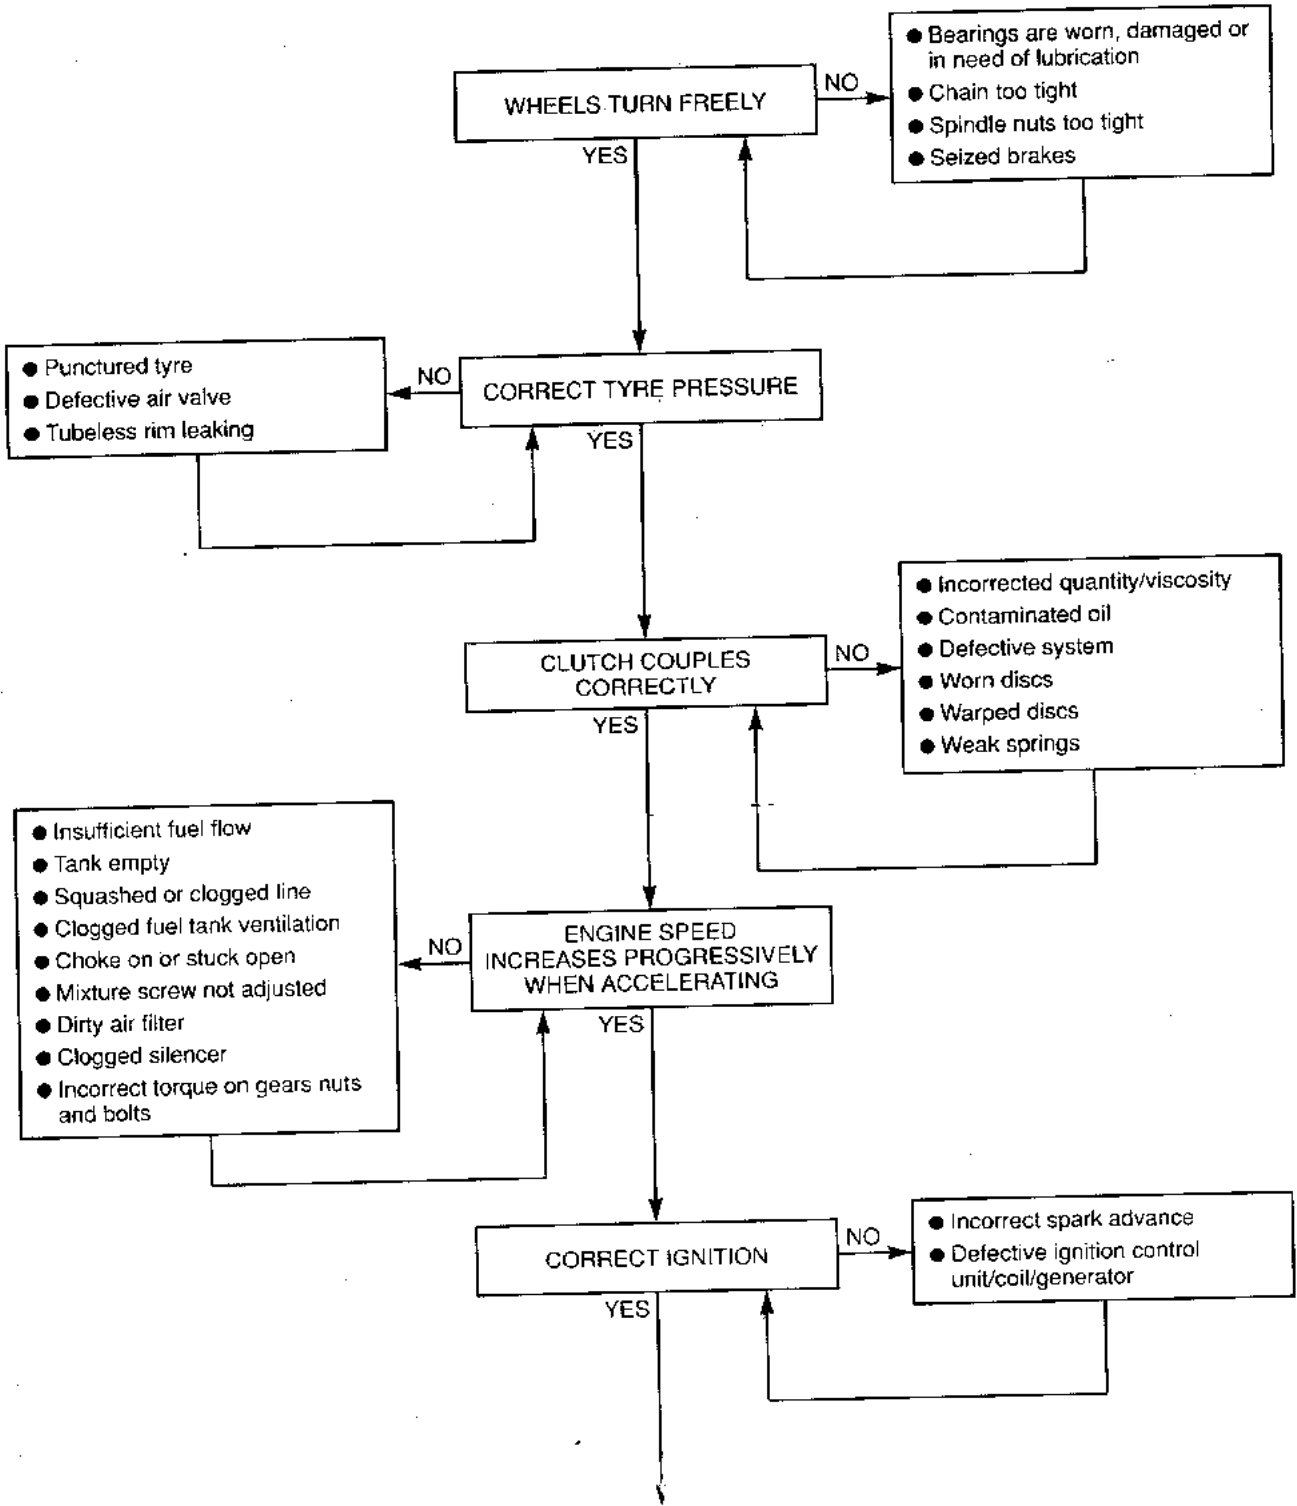 WHEELS TURN FREELY
NO
● Bearings are worn, damaged or
in need of lubrication
● Chain too tight
● Spindle nuts too tight
● Seized brakes
YES
CORRECT TYRE PRESSURE
NO
● Punctured tyre
● Defective air valve
● Tubeless rim leaking
YES
CLUTCH COUPLES
CORRECTLY
NO
● Incorrected quantity/viscosity
● Contaminated oil
● Defective system
● Worn discs
● Warped discs
● Weak springs
YES
ENGINE SPEED
INCREASES PROGRESSIVELY
WHEN ACCELERATING
NO
● Insufficient fuel flow
● Tank empty
● Squashed or clogged line
● Clogged fuel tank ventilation
● Choke on or stuck open
● Mixture screw not adjusted
● Dirty air filter
● Clogged silencer
● Incorrect torque on gears nuts
and bolts
YES
CORRECT IGNITION
NO
● Incorrect spark advance
● Defective ignition control
unit/coil/generator
YES